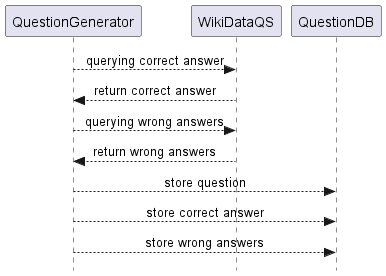 QuestionGenerator WikiDataQS QuestionDB
querying correct answer
return correct answer
querying wrong answers
return wrong answers
store question
store correct answer
store wrong answers